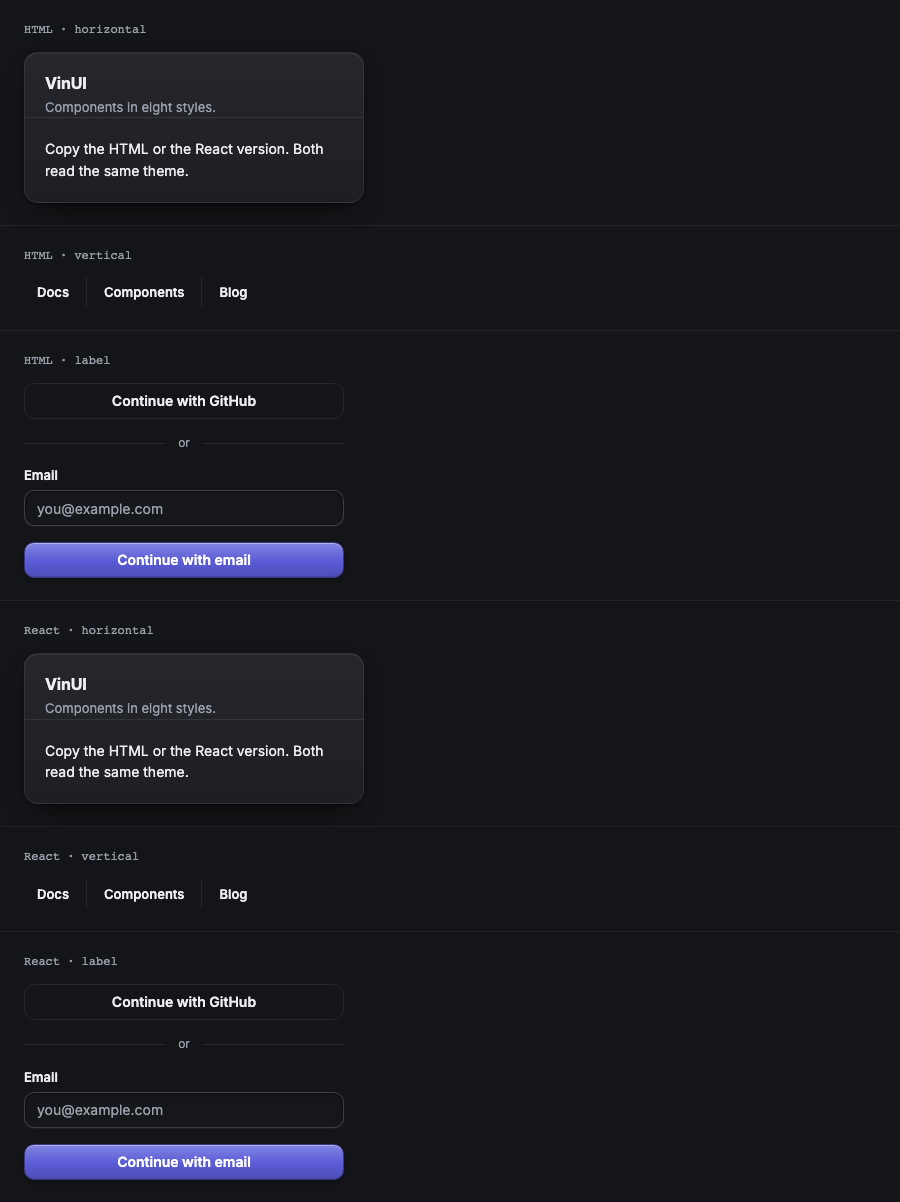 HTML · horizontal
VinUI
Components in eight styles.
Copy the HTML or the React version. Both
read the same theme.
HTML · vertical
Docs
Components
Blog
HTML · label
Continue with GitHub
or
Email
you@example.com
Continue with email
React · horizontal
VinUI
Components in eight styles.
Copy the HTML or the React version. Both
read the same theme.
React · vertical
Docs
Components
Blog
React · label
Continue with GitHub
or
Email
you@example.com
Continue with email